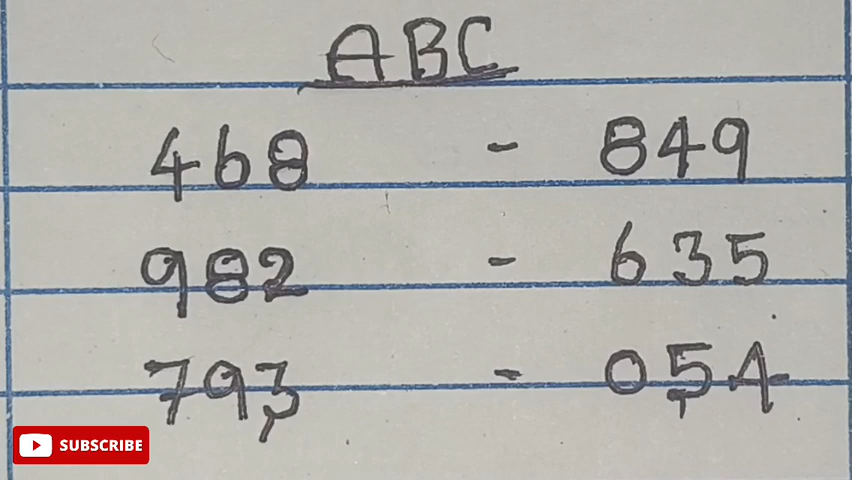 ABC
468 - 849
982 - 635
793 - 054
SUBSCRIBE